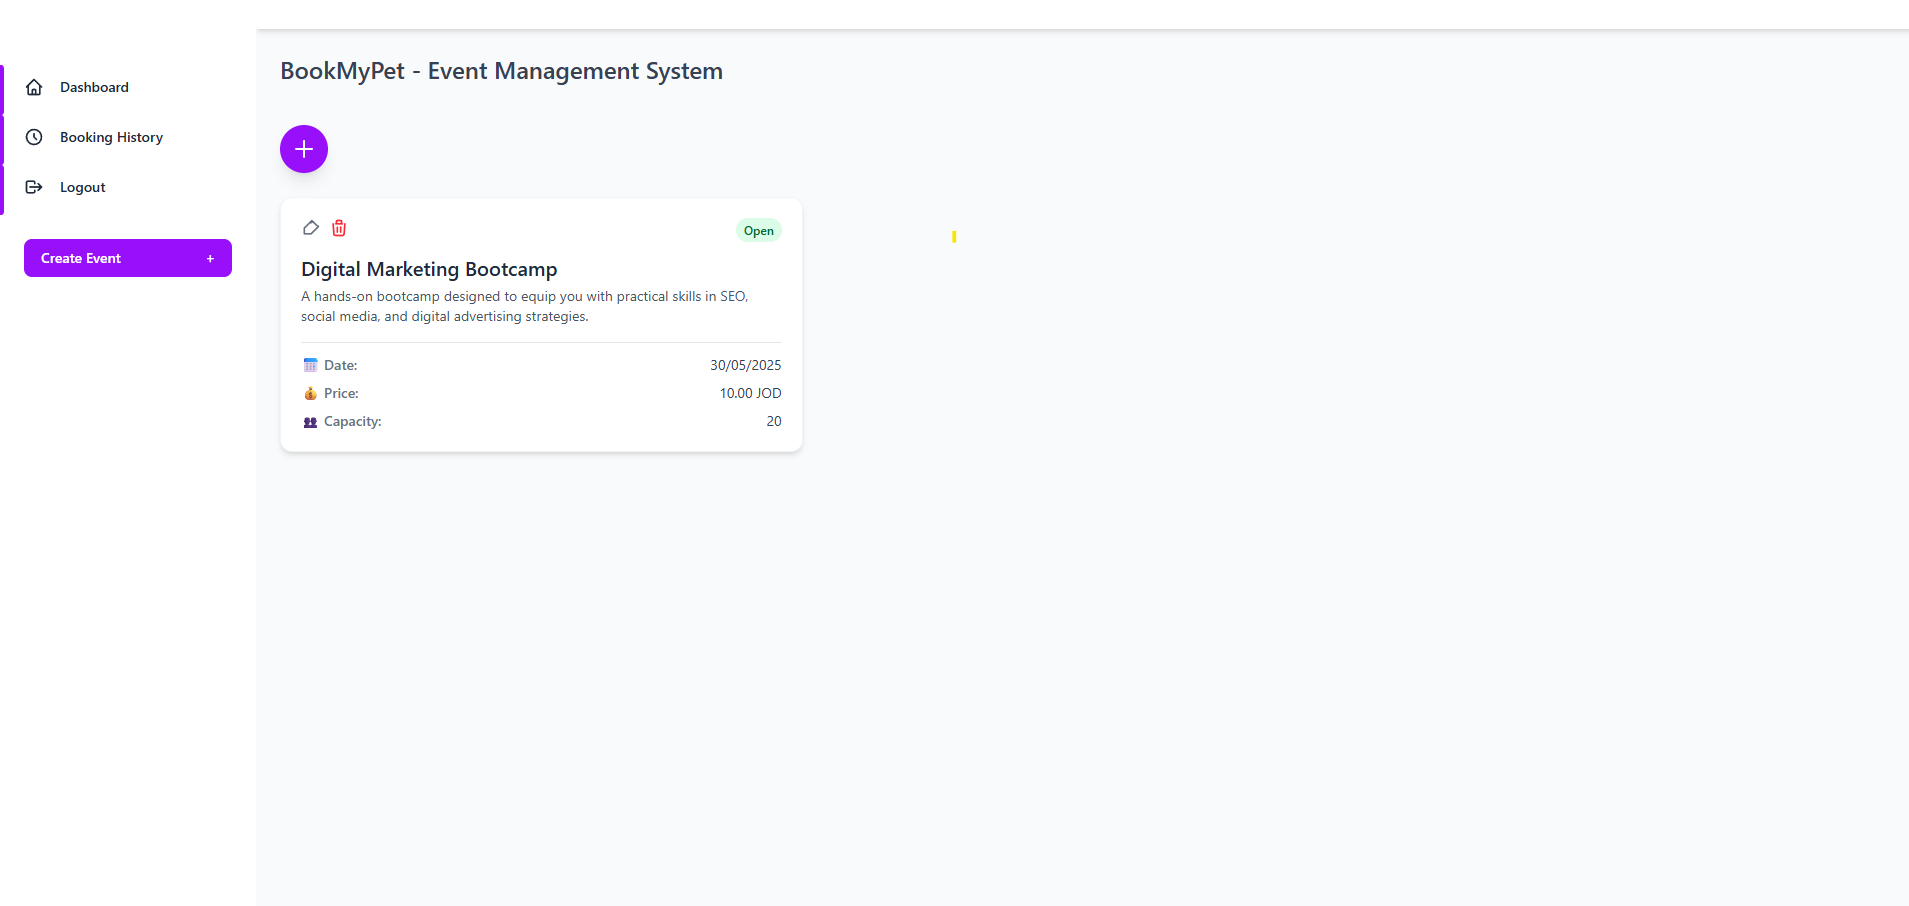 Dashboard
Booking History
Logout
Create Event +
BookMyPet - Event Management System
Open
Digital Marketing Bootcamp
A hands-on bootcamp designed to equip you with practical skills in SEO,
social media, and digital advertising strategies.
Date: 30/05/2025
Price: 10.00 JOD
Capacity: 20